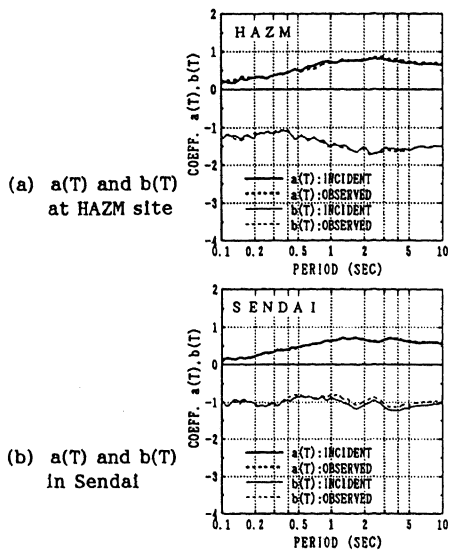 (a) a(T) and b(T)
at HAZM site
HAZM
COEFF. a(T), b(T)
2
1
0
-1
-2
-3
-4
a(T):INCIDENT
a(T):OBSERVED
b(T):INCIDENT
b(T):OBSERVED
0.1 0.2 0.5 1 2 5 10
PERIOD (SEC)
(b) a(T) and b(T)
in Sendai
SENDAI
COEFF. a(T), b(T)
2
1
0
-1
-2
-3
-4
a(T):INCIDENT
a(T):OBSERVED
b(T):INCIDENT
b(T):OBSERVED
0.1 0.2 0.5 1 2 5 10
PERIOD (SEC)